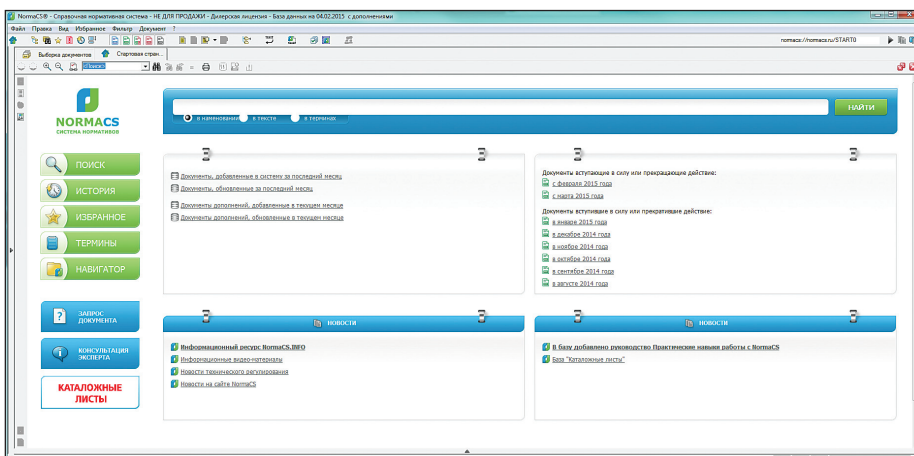 NormaCS® - Справочная нормативная система - НЕ ДЛЯ ПРОДАЖИ - Дилерская лицензия - База данных на 04.02.2015 с дополнениями
Файл Правка Вид Избранное Фильтр Документ ?
normacs://normacs.ru/START0
Выборка документов Стартовая стран...
<Поиск>
NORMACS
СИСТЕМА НОРМАТИВОВ
НАЙТИ
в наименовании в тексте в терминах
ПОИСК
ИСТОРИЯ
ИЗБРАННОЕ
ТЕРМИНЫ
НАВИГАТОР
ЗАПРОС
ДОКУМЕНТА
КОНСУЛЬТАЦИЯ
ЭКСПЕРТА
КАТАЛОЖНЫЕ
ЛИСТЫ
Документы, добавленные в систему за последний месяц
Документы, обновленные за последний месяц
Документы дополнений, добавленные в текущем месяце
Документы дополнений, обновленные в текущем месяце
Документы вступающие в силу или прекращающие действие:
с февраля 2015 года
с марта 2015 года
Документы вступившие в силу или прекратившие действие:
в январе 2015 года
в декабре 2014 года
в ноябре 2014 года
в октябре 2014 года
в сентябре 2014 года
в августе 2014 года
НОВОСТИ
Информационный ресурс NormaCS.INFO
Информационные видео-материалы
Новости технического регулирования
Новости на сайте NormaCS
НОВОСТИ
В базу добавлено руководство Практические навыки работы с NormaCS
База "Каталожные листы"